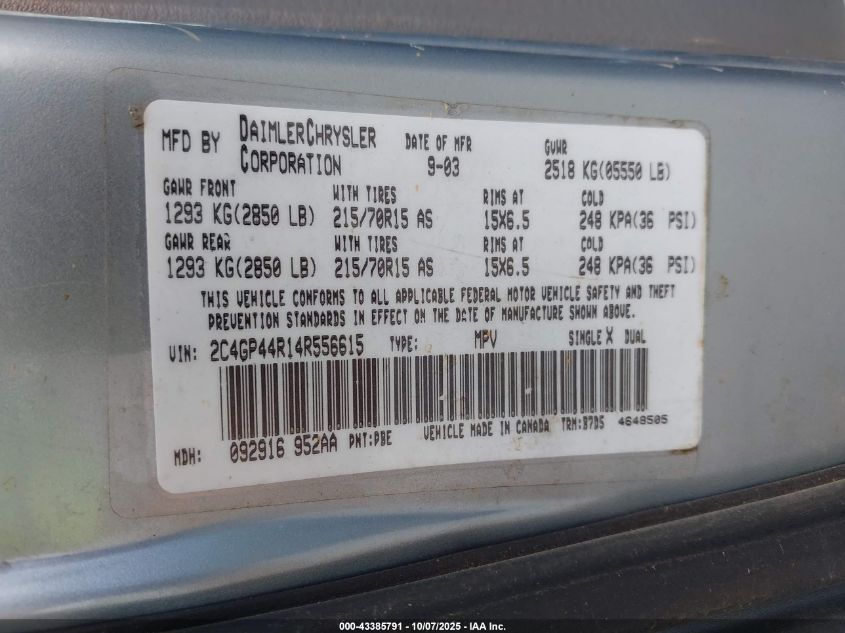 MFD BY DAIMLERCHRYSLER CORPORATION DATE OF MFR 9-03 GVWR 2518 KG(05550 LB)
GAWR FRONT WITH TIRES RIMS AT COLD
1293 KG(2850 LB) 215/70R15 AS 15X6.5 248 KPA(36 PSI)
GAWR REAR WITH TIRES RIMS AT COLD
1293 KG(2850 LB) 215/70R15 AS 15X6.5 248 KPA(36 PSI)
THIS VEHICLE CONFORMS TO ALL APPLICABLE FEDERAL MOTOR VEHICLE SAFETY AND THEFT
PREVENTION STANDARDS IN EFFECT ON THE DATE OF MANUFACTURE SHOWN ABOVE.
VIN: 2C4GP44R14R556615 TYPE: MPV SINGLE X DUAL
MDH: 092916 952AA PNT:PBE VEHICLE MADE IN CANADA TRM:B7D5 4648505
000-43385791 - 10/07/2025 - IAA Inc.